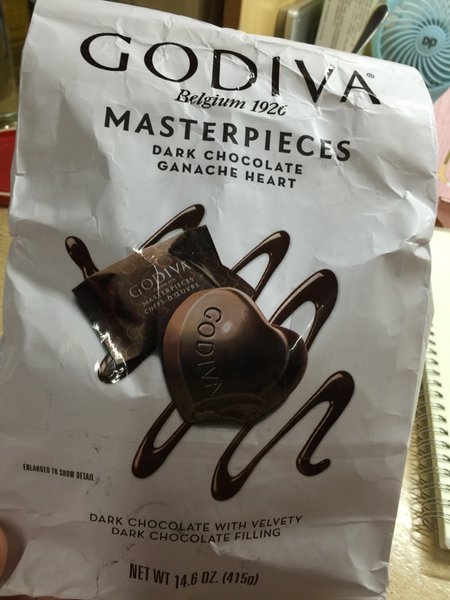 GODIVA®
Belgium 1926
MASTERPIECES
DARK CHOCOLATE
GANACHE HEART
GODIVA
MASTERPIECES
CHEFS-D'ŒUVRE
GODIVA
ENLARGED TO SHOW DETAIL
DARK CHOCOLATE WITH VELVETY
DARK CHOCOLATE FILLING
NET WT 14.6 OZ. (415g)